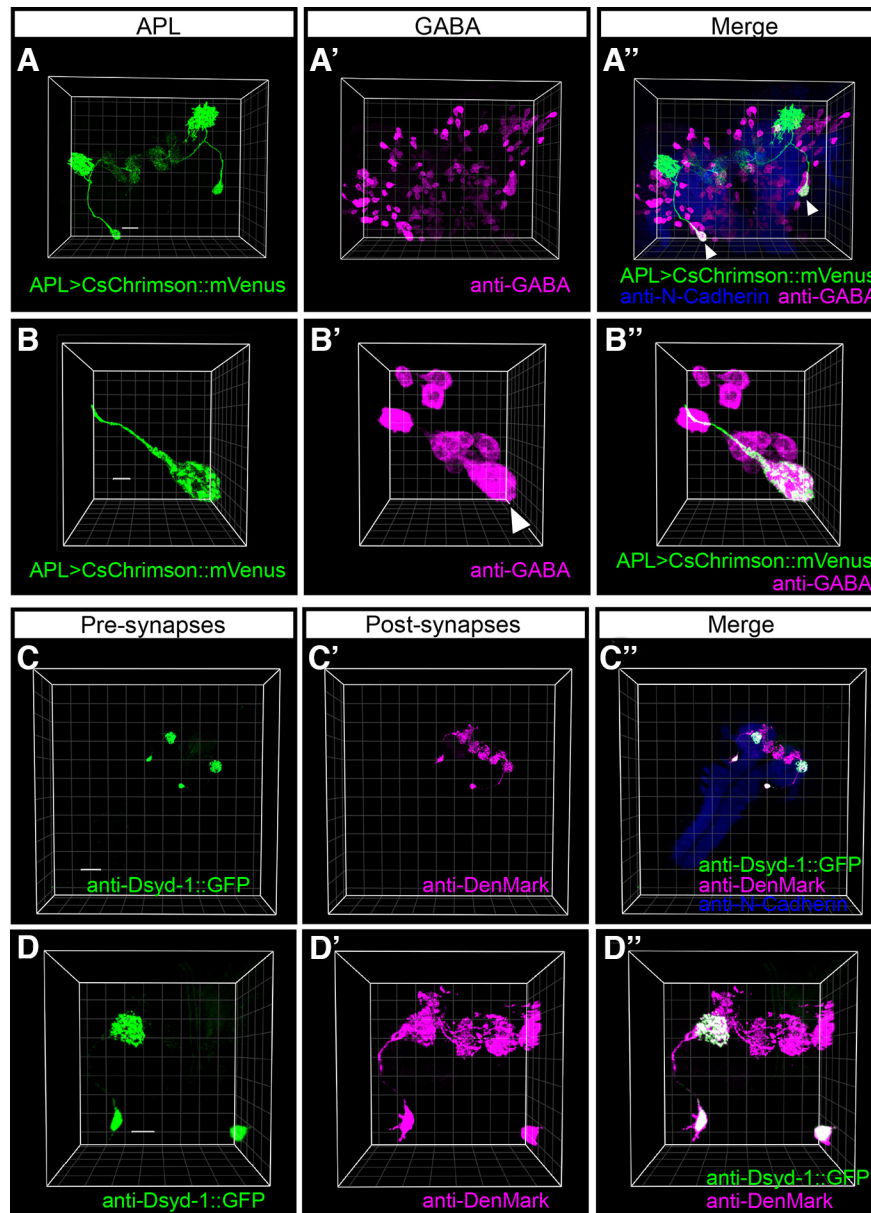 APL GABA Merge
A A' A"
APL>CsChrimson::mVenus anti-GABA APL>CsChrimson::mVenus
anti-N-Cadherin anti-GABA
B B' B"
APL>CsChrimson::mVenus anti-GABA APL>CsChrimson::mVenus
anti-GABA
Pre-synapses Post-synapses Merge
C C' C"
anti-Dsyd-1::GFP anti-DenMark anti-Dsyd-1::GFP
anti-DenMark
anti-N-Cadherin
D D' D"
anti-Dsyd-1::GFP anti-DenMark anti-Dsyd-1::GFP
anti-DenMark